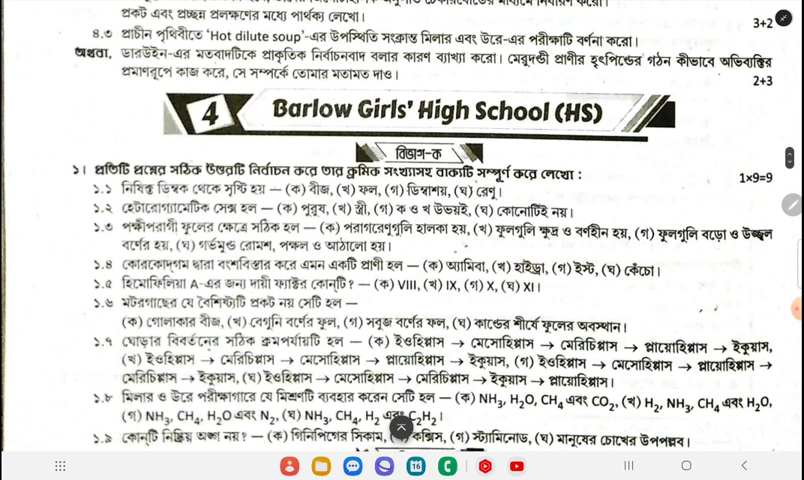 প্রকট এবং প্রচ্ছন্ন প্রলক্ষণের মধ্যে পার্থক্য লেখো। 3+2
৪.৩ প্রাচীন পৃথিবীতে 'Hot dilute soup'-এর উপস্থিতি সংক্রান্ত মিলার এবং উরে-এর পরীক্ষাটি বর্ণনা করো।
অথবা, ডারউইন-এর মতবাদটিকে প্রাকৃতিক নির্বাচনবাদ বলার কারণ ব্যাখ্যা করো। মেরুদণ্ডী প্রাণীর হৃৎপিণ্ডের গঠন কীভাবে অভিব্যক্তির
প্রমাণরূপে কাজ করে, সে সম্পর্কে তোমার মতামত দাও। 2+3
4 Barlow Girls' High School (HS)
বিভাগ-ক
১। প্রতিটি প্রশ্নের সঠিক উত্তরটি নির্বাচন করে তার ক্রমিক সংখ্যাসহ বাক্যটি সম্পূর্ণ করে লেখো : 1×9=9
১.১ নিষিক্ত ডিম্বক থেকে সৃষ্টি হয় — (ক) বীজ, (খ) ফল, (গ) ডিম্বাশয়, (ঘ) রেণু।
১.২ হেটারোগ্যামেটিক সেক্স হল — (ক) পুরুষ, (খ) স্ত্রী, (গ) ক ও খ উভয়ই, (ঘ) কোনোটিই নয়।
১.৩ পক্ষীপরাগী ফুলের ক্ষেত্রে সঠিক হল — (ক) পরাগরেণুগুলি হালকা হয়, (খ) ফুলগুলি ক্ষুদ্র ও বর্ণহীন হয়, (গ) ফুলগুলি বড়ো ও উজ্জ্বল
বর্ণের হয়, (ঘ) গর্ভমুণ্ড রোমশ, পক্ষল ও আঠালো হয়।
১.৪ কোরকোদ্‌গম দ্বারা বংশবিস্তার করে এমন একটি প্রাণী হল — (ক) অ্যামিবা, (খ) হাইড্রা, (গ) ইস্ট, (ঘ) কেঁচো।
১.৫ হিমোফিলিয়া A-এর জন্য দায়ী ফ্যাক্টর কোন্‌টি? — (ক) VIII, (খ) IX, (গ) X, (ঘ) XI।
১.৬ মটরগাছের যে বৈশিষ্ট্যটি প্রকট নয় সেটি হল —
(ক) গোলাকার বীজ, (খ) বেগুনি বর্ণের ফুল, (গ) সবুজ বর্ণের ফল, (ঘ) কাণ্ডের শীর্ষে ফুলের অবস্থান।
১.৭ ঘোড়ার বিবর্তনের সঠিক ক্রমপর্যায়টি হল — (ক) ইওহিপ্পাস → মেসোহিপ্পাস → মেরিচিপ্পাস → প্লায়োহিপ্পাস → ইকুয়াস,
(খ) ইওহিপ্পাস → মেরিচিপ্পাস → মেসোহিপ্পাস → প্লায়োহিপ্পাস → ইকুয়াস, (গ) ইওহিপ্পাস → মেসোহিপ্পাস → প্লায়োহিপ্পাস →
মেরিচিপ্পাস → ইকুয়াস, (ঘ) ইওহিপ্পাস → মেসোহিপ্পাস → মেরিচিপ্পাস → ইকুয়াস → প্লায়োহিপ্পাস।
১.৮ মিলার ও উরে পরীক্ষাগারে যে মিশ্রণটি ব্যবহার করেন সেটি হল — (ক) NH₃, H₂O, CH₄ এবং CO₂, (খ) H₂, NH₃, CH₄ এবং H₂O,
(গ) NH₃, CH₄, H₂O এবং N₂, (ঘ) NH₃, CH₄, H₂ এবং C₂H₂।
১.৯ কোন্‌টি নিষ্ক্রিয় অঙ্গ নয়? — (ক) গিনিপিগের সিকাম, কক্সিস, (গ) স্ট্যামিনোড, (ঘ) মানুষের চোখের উপপল্লব।
16